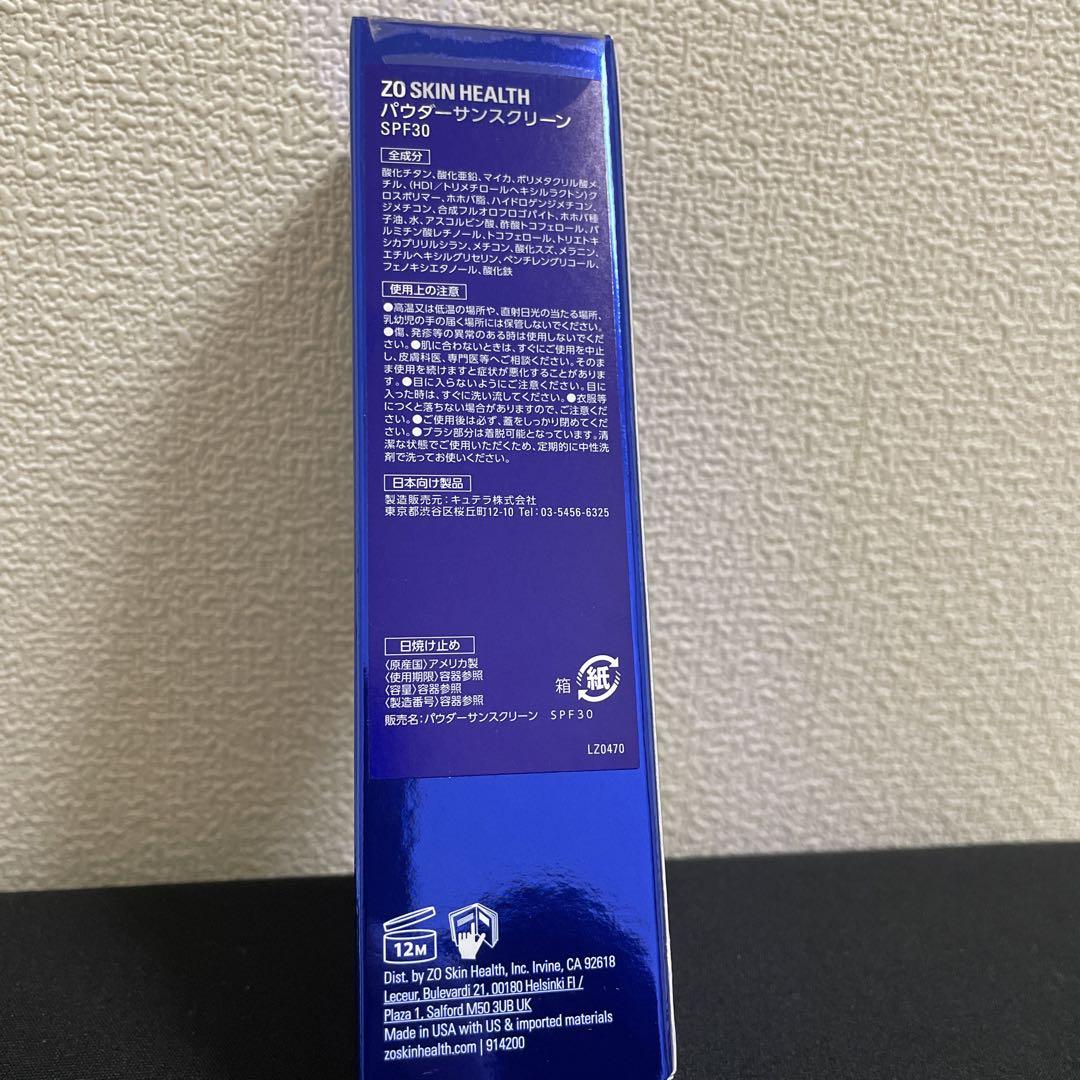 ZO SKIN HEALTH
パウダーサンスクリーン
SPF30
全成分
酸化チタン、酸化亜鉛、マイカ、ポリメタクリル酸メ
チル、(HDI/トリメチロールヘキシルラクトン)ク
ロスポリマー、ホホバ脂、ハイドロゲンジメチコン、
ジメチコン、合成フルオロフロゴパイト、ホホバ種
子油、水、アスコルビン酸、酢酸トコフェロール、パ
ルミチン酸レチノール、トコフェロール、トリエトキ
シカプリリルシラン、メチコン、酸化スズ、メラニン、
エチルヘキシルグリセリン、ペンチレングリコール、
フェノキシエタノール、酸化鉄
使用上の注意
●高温又は低温の場所や、直射日光の当たる場所、
乳幼児の手の届く場所には保管しないでください。
●傷、発疹等の異常のある時は使用しないでくだ
さい。●肌に合わないときは、すぐにご使用を中止
し、皮膚科医、専門医等へご相談ください。そのま
ま使用を続けますと症状が悪化することがありま
す。●目に入らないようにご注意ください。目に
入った時は、すぐに洗い流してください。●衣服等
につくと落ちない場合がありますので、ご注意くだ
さい。●ご使用後は必ず、蓋をしっかり閉めてくだ
さい。●ブラシ部分は着脱可能となっています。清
潔な状態でご使用いただくため、定期的に中性洗
剤で洗ってお使いください。
日本向け製品
製造販売元:キュテラ株式会社
東京都渋谷区桜丘町12-10 Tel:03-5456-6325
日焼け止め
〈原産国〉アメリカ製
〈使用期限〉容器参照
〈容量〉容器参照
〈製造番号〉容器参照
販売名:パウダーサンスクリーン SPF30
箱 紙
LZ0470
12M
Dist. by ZO Skin Health, Inc. Irvine, CA 92618
Leceur, Bulevardi 21, 00180 Helsinki FI /
Plaza 1, Salford M50 3UB UK
Made in USA with US & imported materials
zoskinhealth.com | 914200